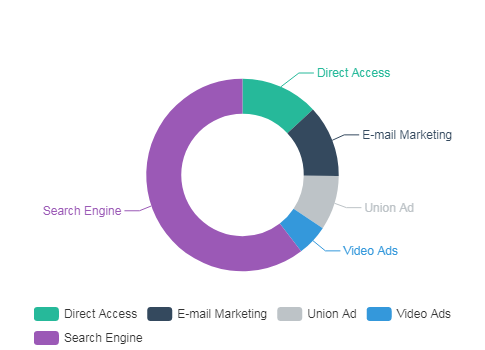 Direct Access
E-mail Marketing
Union Ad
Search Engine
Video Ads
Direct Access E-mail Marketing Union Ad Video Ads
Search Engine